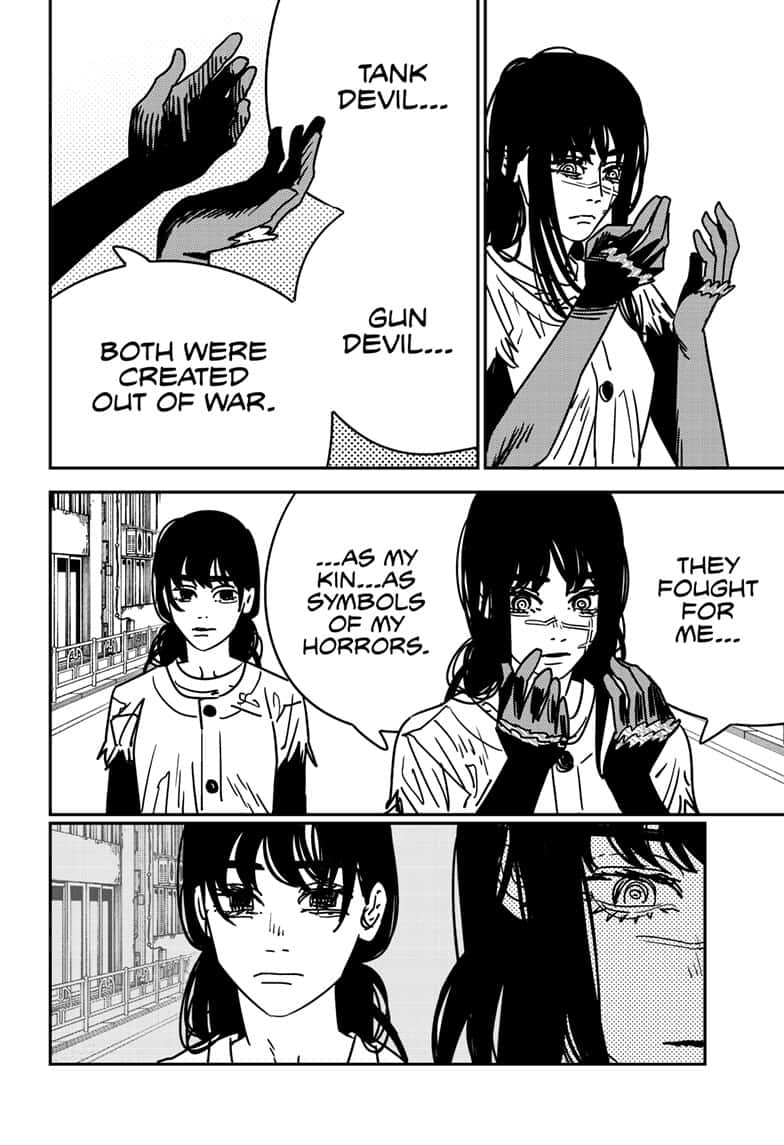 TANK
DEVIL...
GUN
DEVIL...
BOTH WERE
CREATED
OUT OF WAR.
THEY
FOUGHT
FOR
ME...
...AS MY
KIN...AS
SYMBOLS
OF MY
HORRORS.